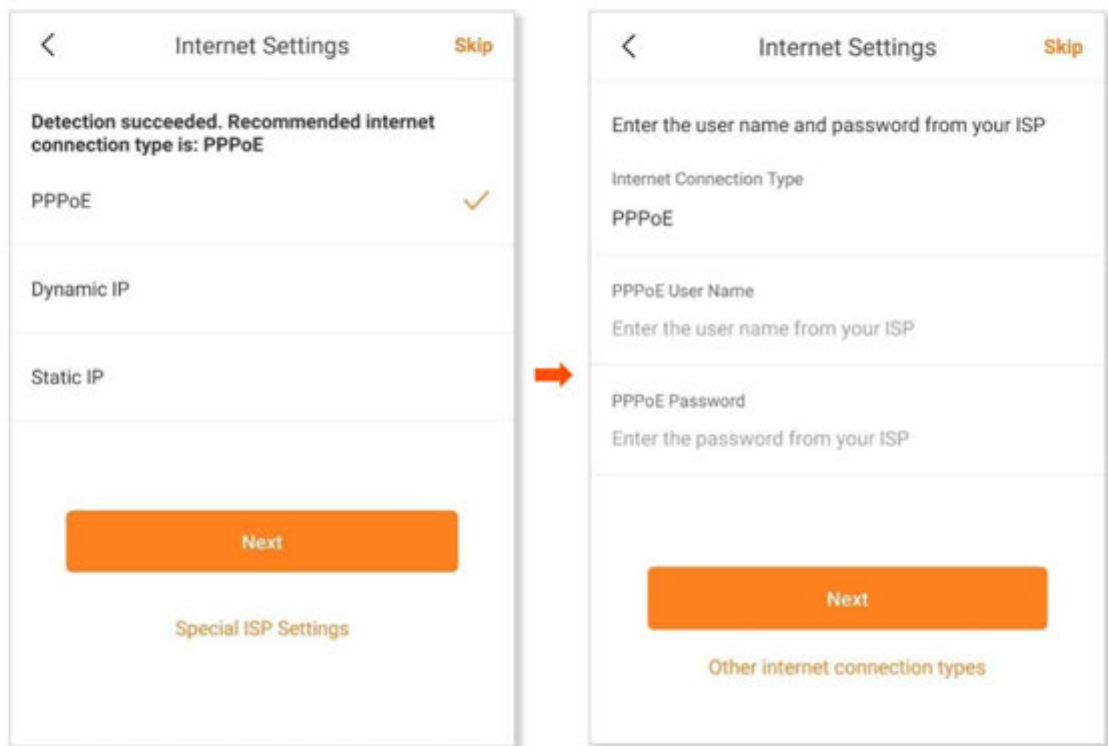 Internet Settings
Skip
Detection succeeded. Recommended internet
connection type is: PPPoE
PPPoE
Dynamic IP
Static IP
Next
Special ISP Settings
Internet Settings
Skip
Enter the user name and password from your ISP
Internet Connection Type
PPPoE
PPPoE User Name
Enter the user name from your ISP
PPPoE Password
Enter the password from your ISP
Next
Other internet connection types